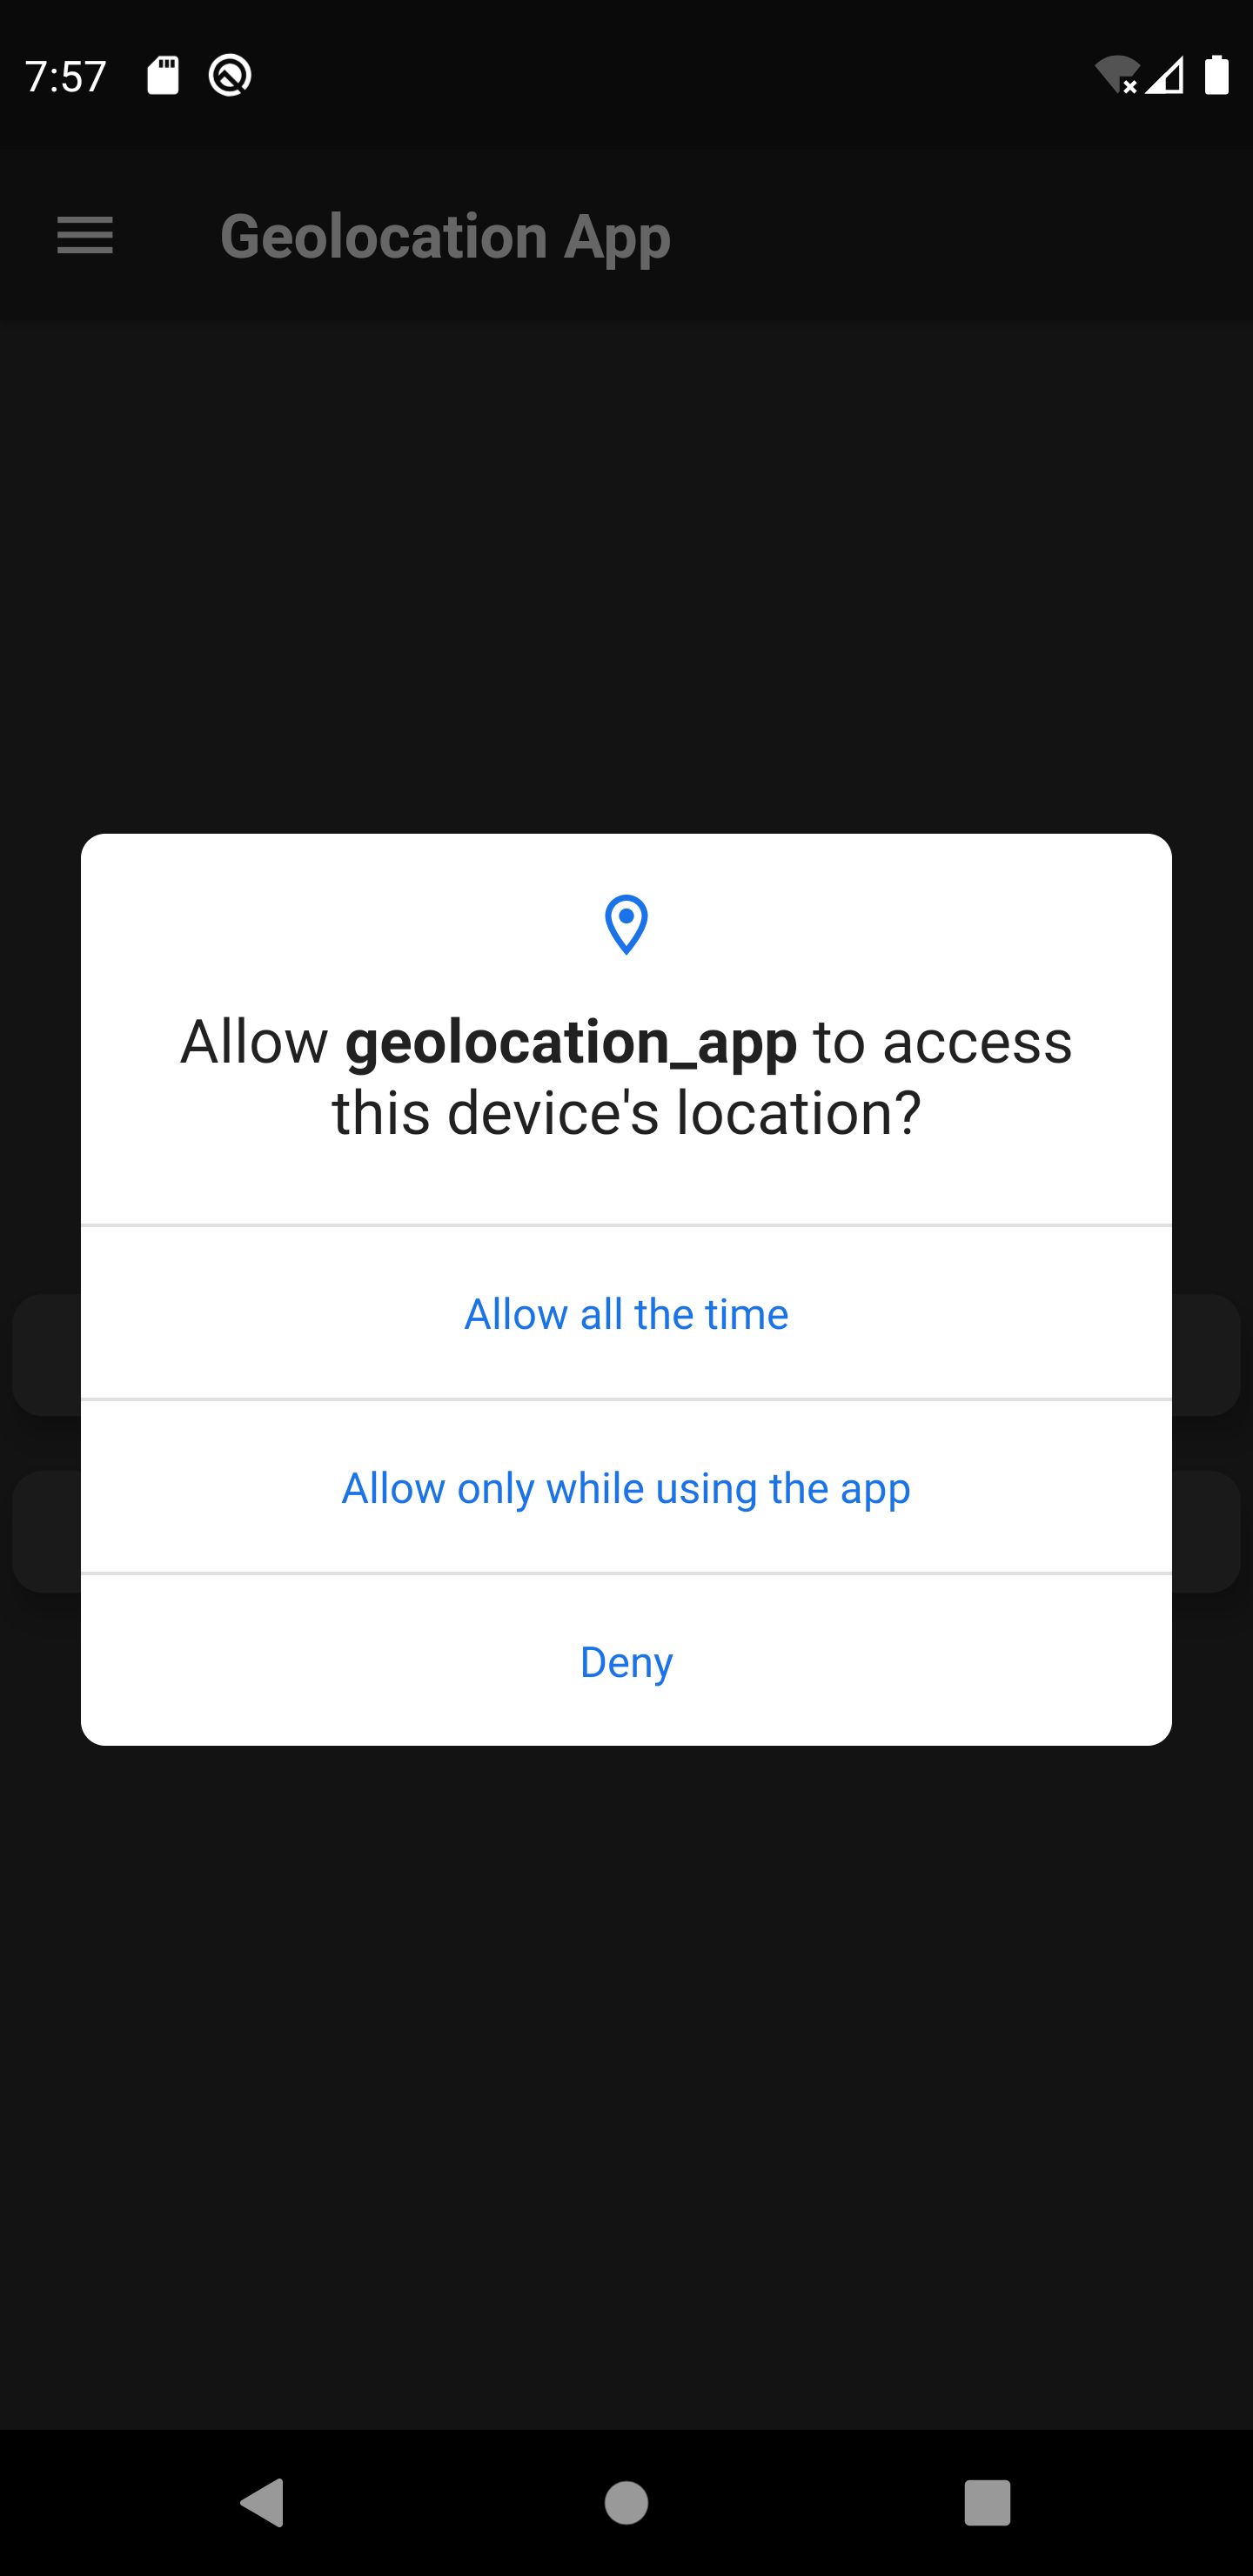 7:57
Geolocation App
Allow geolocation_app to access
this device's location?
Allow all the time
Allow only while using the app
Deny